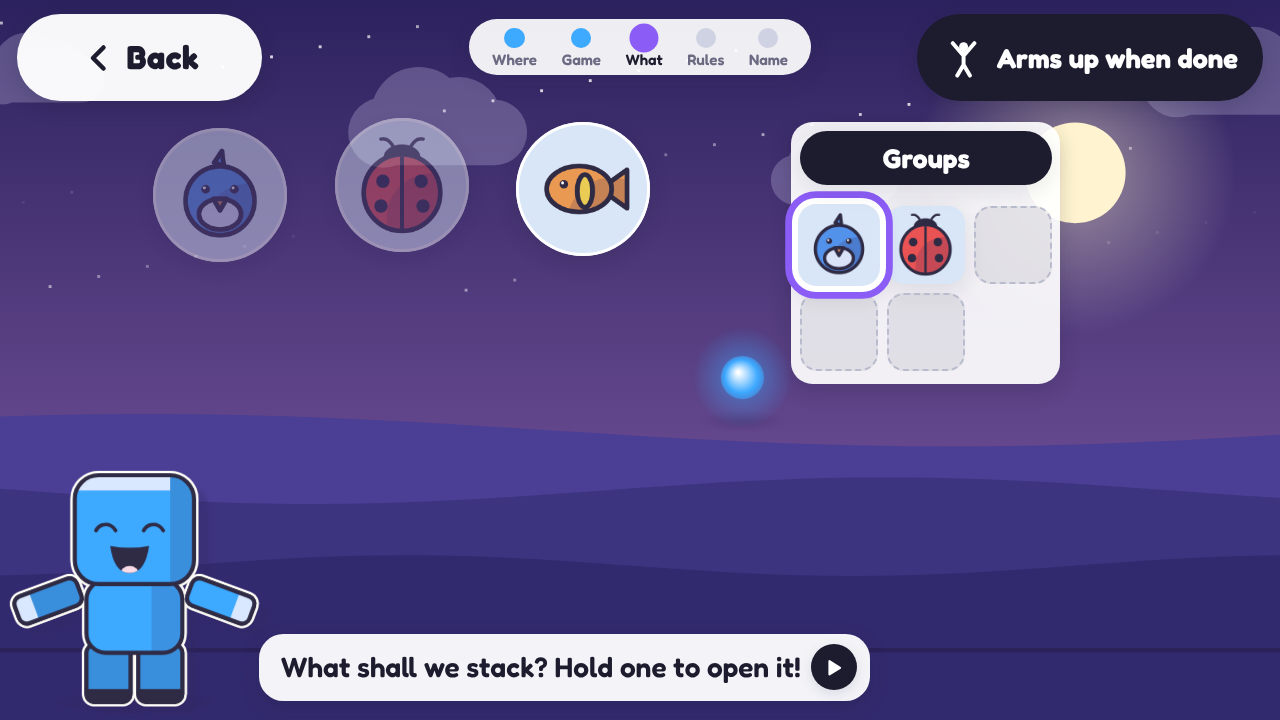 Back
Where Game What Rules Name
Arms up when done
Groups
What shall we stack? Hold one to open it!